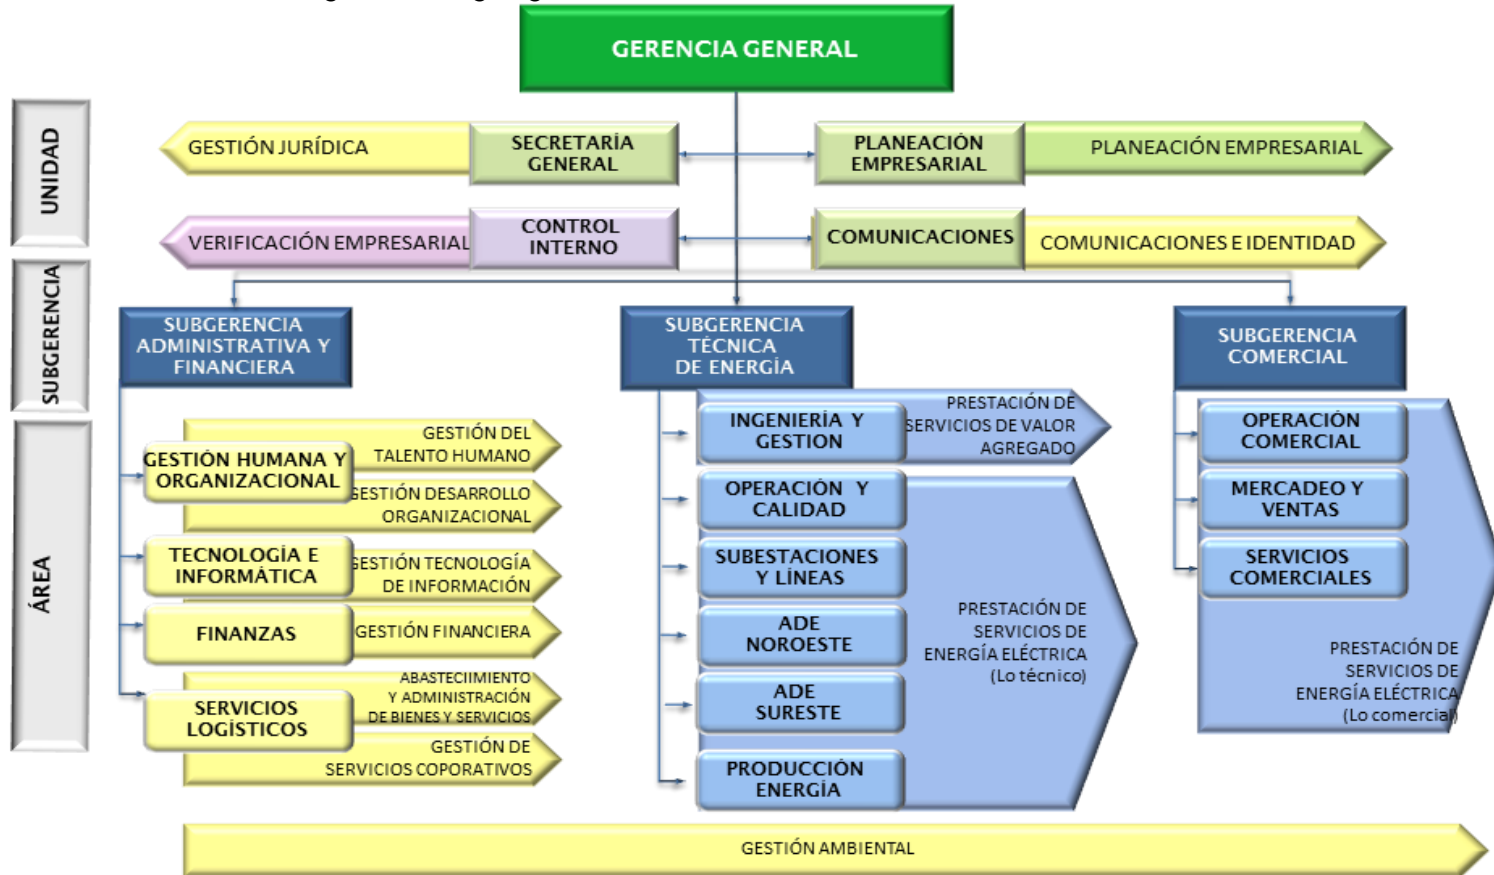 GERENCIA GENERAL
UNIDAD
GESTIÓN JURÍDICA
SECRETARÍA
GENERAL
PLANEACIÓN
EMPRESARIAL
PLANEACIÓN EMPRESARIAL
VERIFICACIÓN EMPRESARIAL
CONTROL
INTERNO
COMUNICACIONES
COMUNICACIONES E IDENTIDAD
SUBGERENCIA
SUBGERENCIA
ADMINISTRATIVA Y
FINANCIERA
SUBGERENCIA
TÉCNICA
DE ENERGÍA
SUBGERENCIA
COMERCIAL
ÁREA
GESTIÓN HUMANA Y
ORGANIZACIONAL
GESTIÓN DEL
TALENTO HUMANO
GESTIÓN DESARROLLO
ORGANIZACIONAL
TECNOLOGÍA E
INFORMÁTICA
GESTIÓN TECNOLOGÍA
DE INFORMACIÓN
FINANZAS
GESTIÓN FINANCIERA
SERVICIOS
LOGÍSTICOS
ABASTECIIMIENTO
Y ADMINISTRACIÓN
DE BIENES Y SERVICIOS
GESTIÓN DE
SERVICIOS COPORATIVOS
INGENIERÍA Y
GESTION
PRESTACIÓN DE
SERVICIOS DE VALOR
AGREGADO
OPERACIÓN Y
CALIDAD
SUBESTACIONES
Y LÍNEAS
ADE
NOROESTE
ADE
SURESTE
PRODUCCIÓN
ENERGÍA
PRESTACIÓN DE
SERVICIOS DE
ENERGÍA ELÉCTRICA
(Lo técnico)
OPERACIÓN
COMERCIAL
MERCADEO Y
VENTAS
SERVICIOS
COMERCIALES
PRESTACIÓN DE
SERVICIOS DE
ENERGÍA ELÉCTRICA
(Lo comercial)
GESTIÓN AMBIENTAL